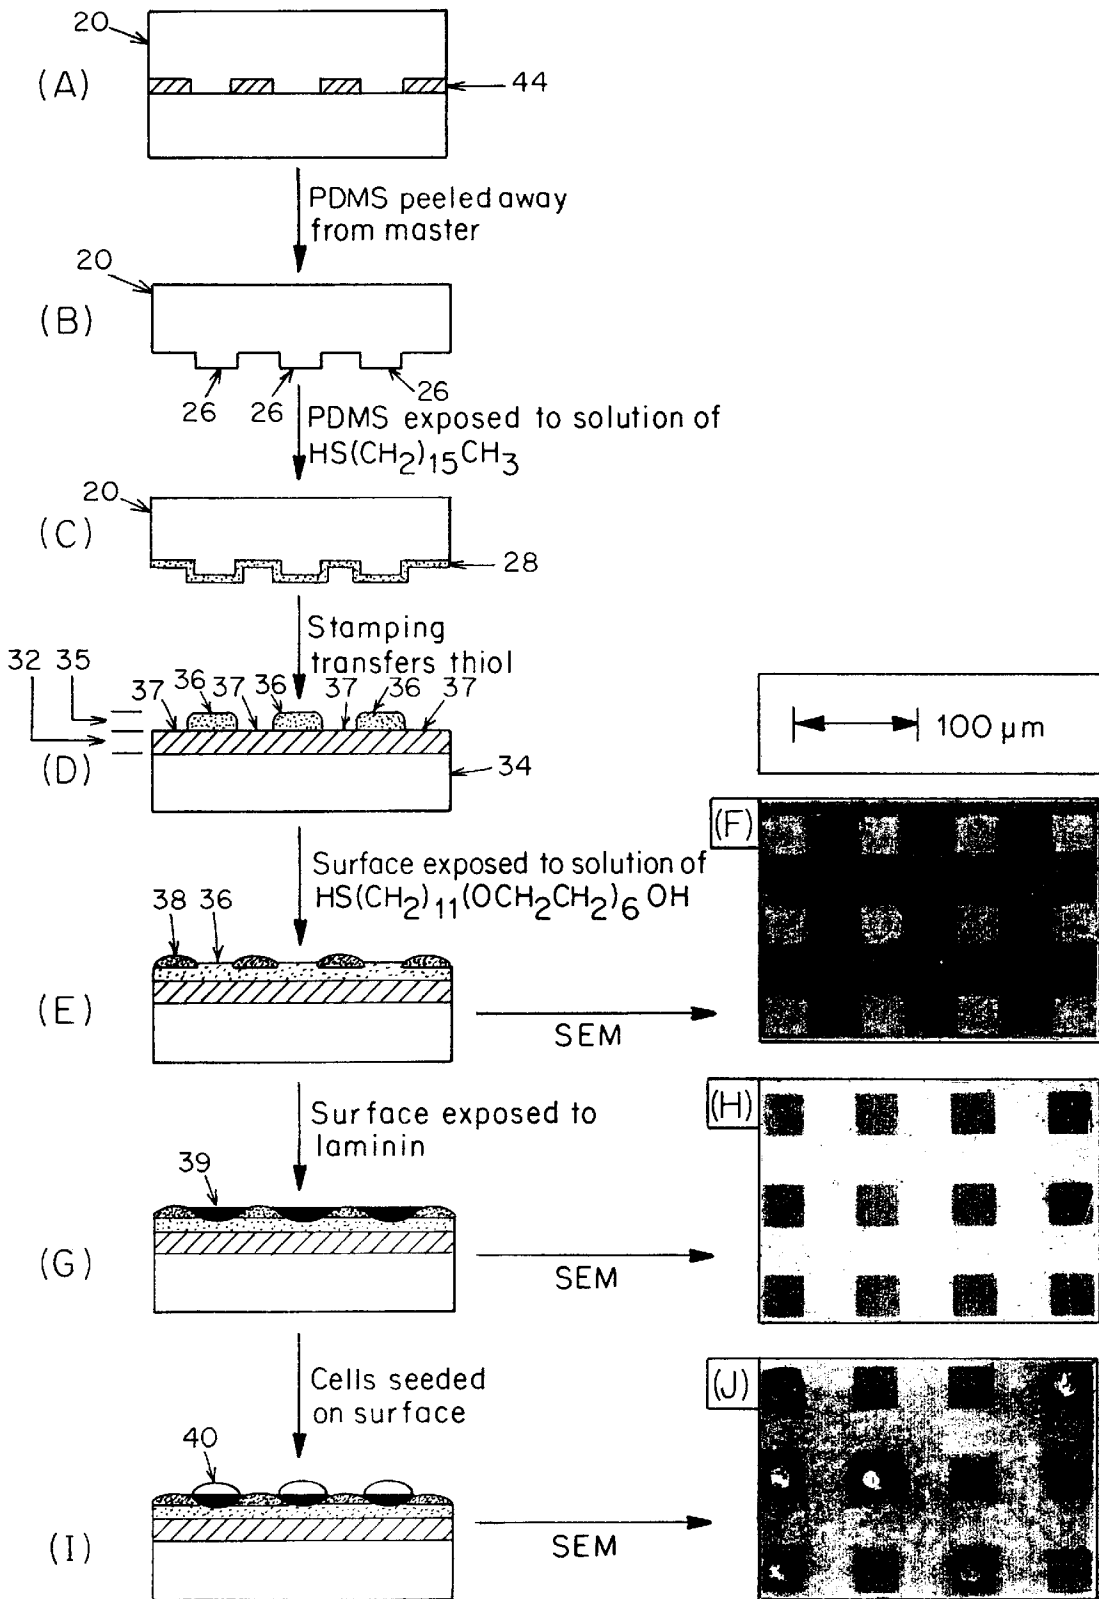 20
(A)
44
PDMS peeled away
from master
20
(B)
26 26 26
PDMS exposed to solution of
HS(CH2)15CH3
20
(C)
28
Stamping
transfers thiol
32 35
37 36 37 36 37 36 37
(D)
34
100 µm
Surface exposed to solution of
HS(CH2)11(OCH2CH2)6OH
(F)
38 36
(E)
SEM
Surface exposed to
laminin
(H)
39
(G)
SEM
Cells seeded
on surface
(J)
40
(I)
SEM